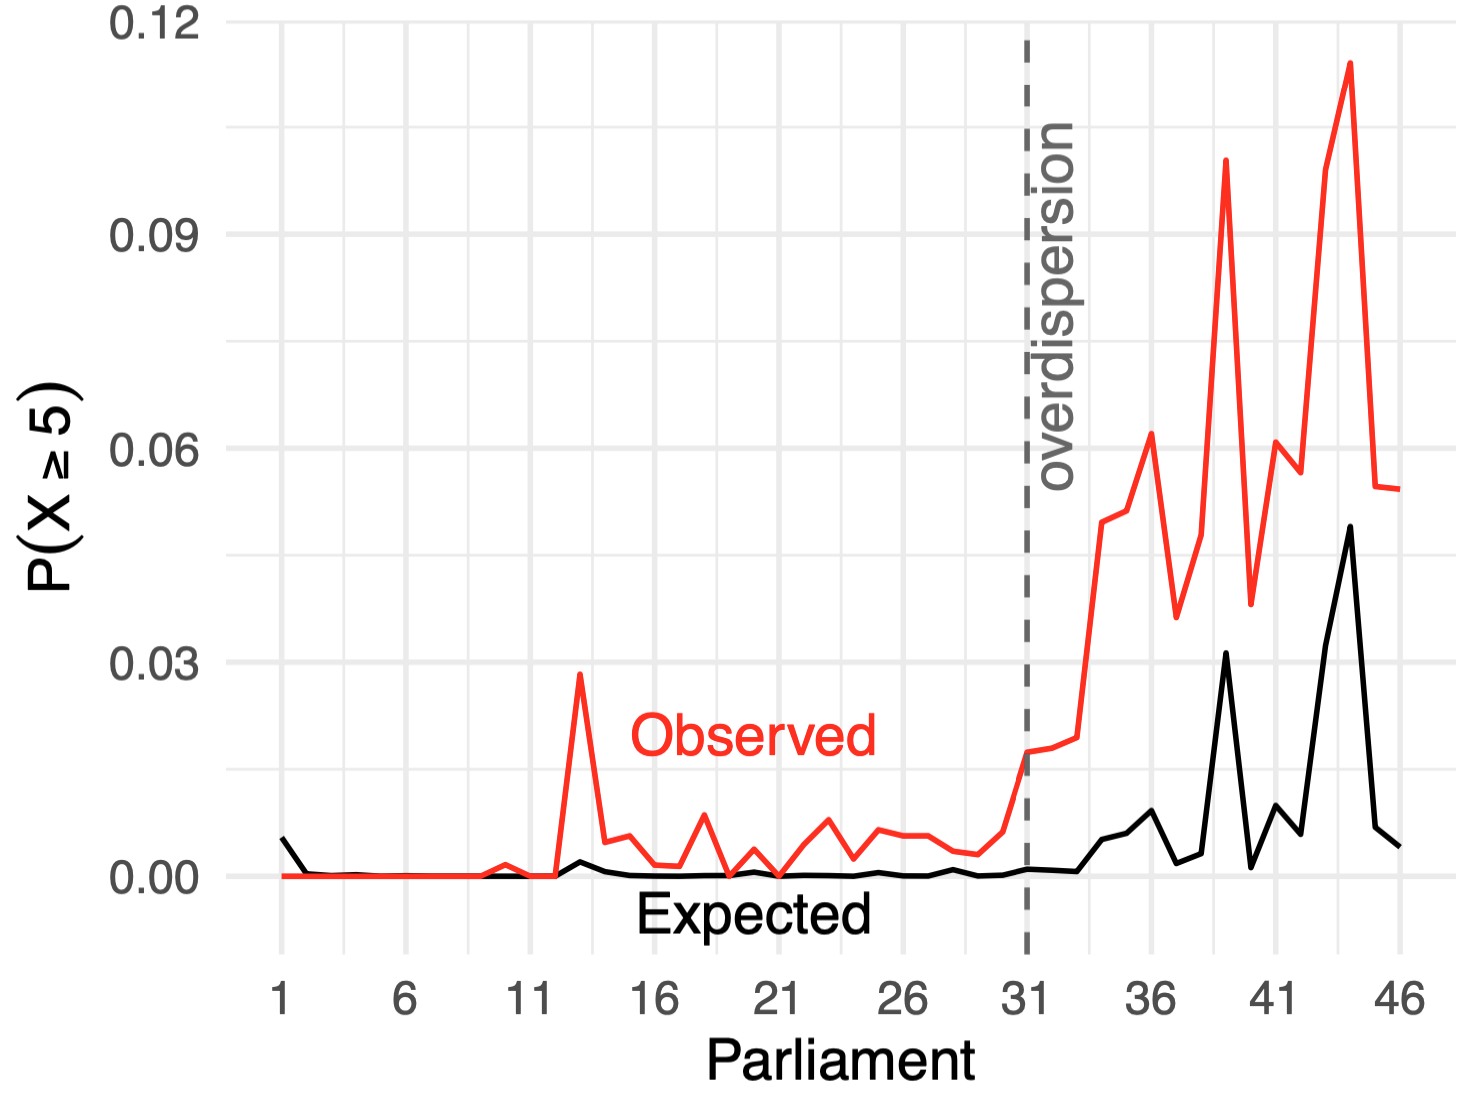 0.12
0.09
0.06
0.03
0.00
P(X ≥ 5)
overdispersion
Observed
Expected
1 6 11 16 21 26 31 36 41 46
Parliament